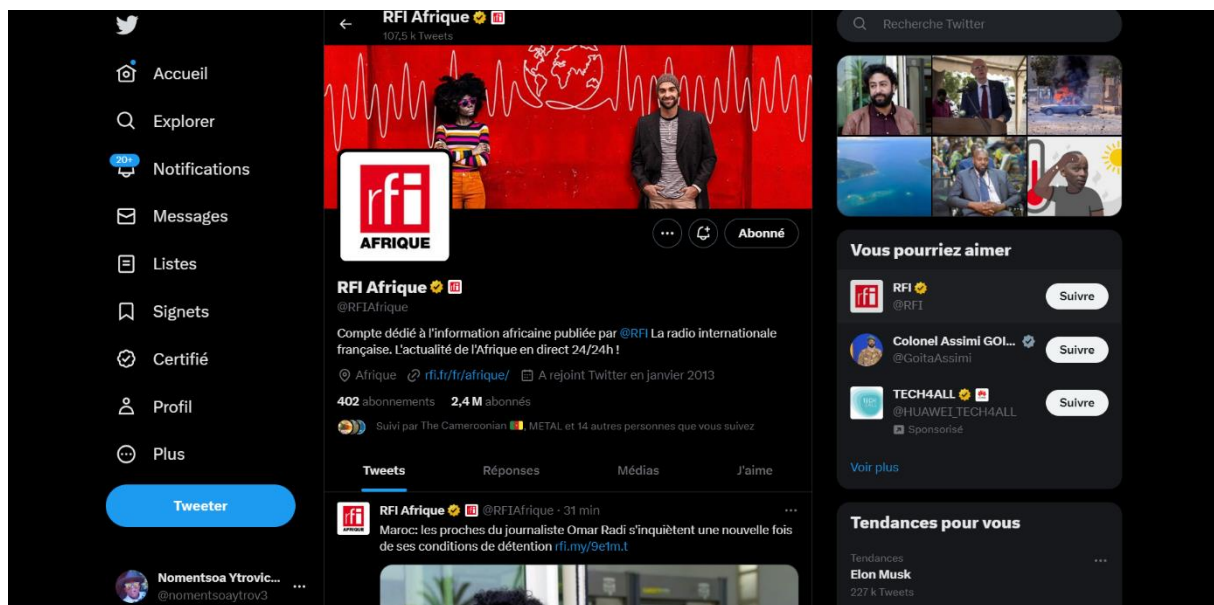 Accueil
Explorer
20+
Notifications
Messages
Listes
Signets
Certifié
Profil
Plus
Tweeter
Nomentsoa Ytrovic...
@nomentsoaytrov3
RFI Afrique
107,5 k Tweets
rfi
AFRIQUE
Abonné
RFI Afrique
@RFIAfrique
Compte dédié à l'information africaine publiée par @RFI La radio internationale
française. L'actualité de l'Afrique en direct 24/24h !
Afrique rfi.fr/fr/afrique/ A rejoint Twitter en janvier 2013
402 abonnements 2,4 M abonnés
Suivi par The Cameroonian, METAL et 14 autres personnes que vous suivez
Tweets Réponses Médias J'aime
rfi
AFRIQUE
RFI Afrique @RFIAfrique · 31 min
Maroc: les proches du journaliste Omar Radi s'inquiètent une nouvelle fois
de ses conditions de détention rfi.my/9e1m.t
Recherche Twitter
Vous pourriez aimer
rfi
RFI
@RFI
Suivre
Colonel Assimi GOI...
@GoitaAssimi
Suivre
TECH4ALL
@HUAWEI_TECH4ALL
Sponsorisé
Suivre
Voir plus
Tendances pour vous
Tendances
Elon Musk
227 k Tweets